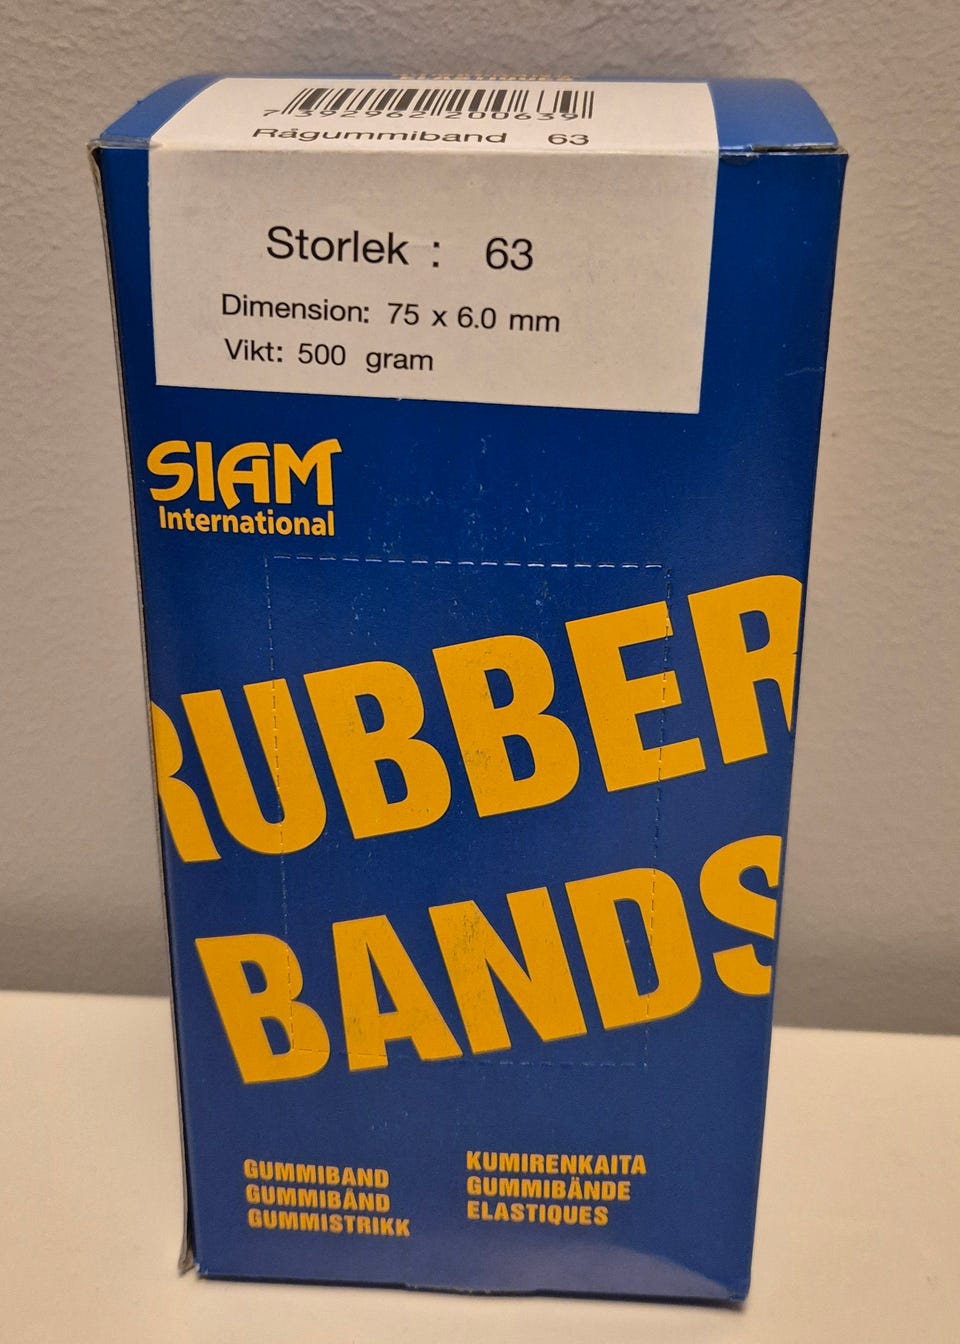 ELASTIQUES
7 392962 200639
Rågummiband 63
Storlek : 63
Dimension: 75 x 6.0 mm
Vikt: 500 gram
SIAM
International
RUBBER
BANDS
GUMMIBAND
GUMMIBÅND
GUMMISTRIKK
KUMIRENKAITA
GUMMIBÄNDE
ELASTIQUES